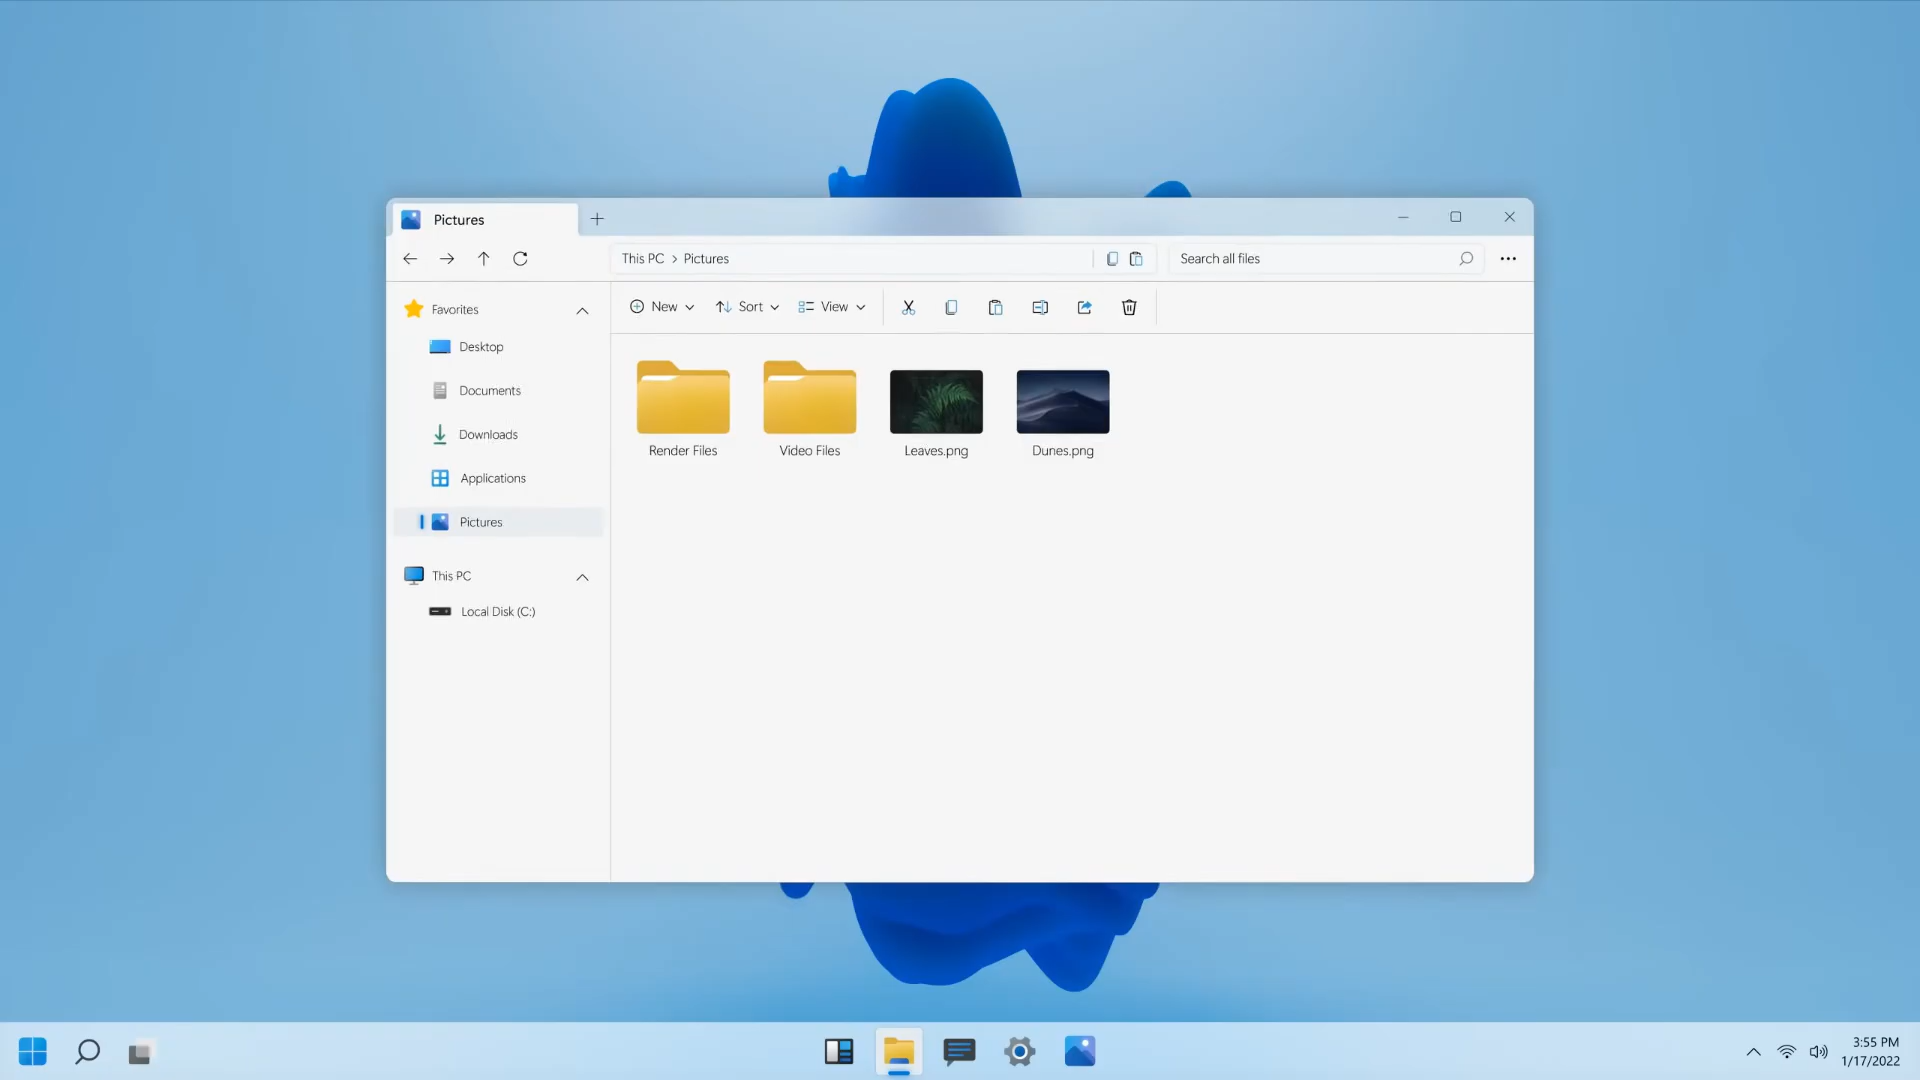 Pictures
This PC > Pictures
Search all files
Favorites
New
Sort
View
Desktop
Documents
Downloads
Applications
Pictures
This PC
Local Disk (C:)
Render Files
Video Files
Leaves.png
Dunes.png
3:55 PM
1/17/2022